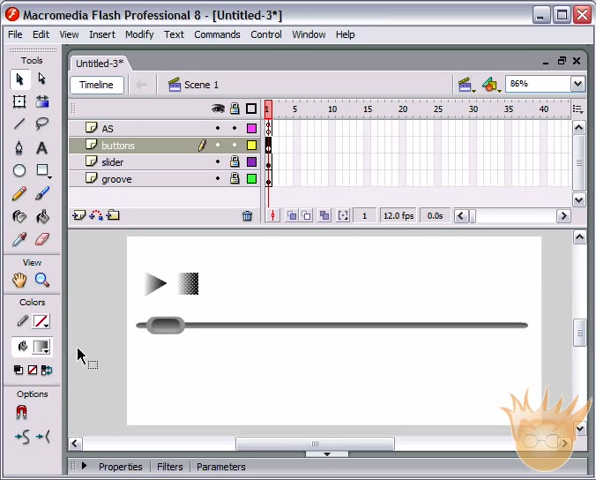 Macromedia Flash Professional 8 - [Untitled-3*]
File Edit View Insert Modify Text Commands Control Window Help
Tools
Untitled-3*
Timeline Scene 1 86%
1 5 10 15 20 25 30 35 40
AS
buttons
slider
groove
1 12.0 fps 0.0s
View
Colors
Options
Properties Filters Parameters